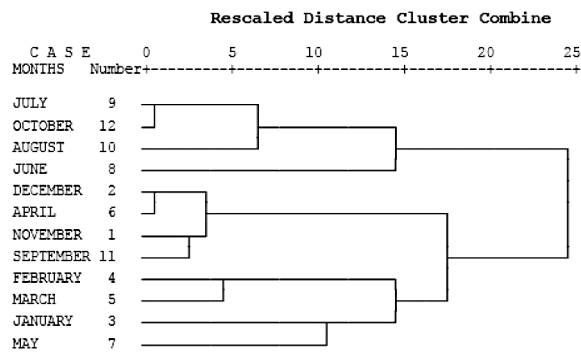 Rescaled Distance Cluster Combine
C A S E 0 5 10 15 20 25
MONTHS Number +---------+---------+---------+---------+---------+
JULY 9
OCTOBER 12
AUGUST 10
JUNE 8
DECEMBER 2
APRIL 6
NOVEMBER 1
SEPTEMBER 11
FEBRUARY 4
MARCH 5
JANUARY 3
MAY 7